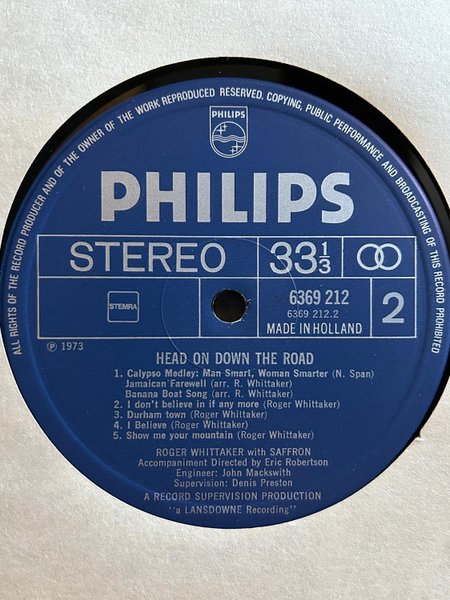 ALL RIGHTS OF THE RECORD PRODUCER AND OF THE OWNER OF THE WORK REPRODUCED RESERVED. COPYING, PUBLIC PERFORMANCE AND BROADCASTING OF THIS RECORD PROHIBITED
PHILIPS
PHILIPS
STEREO 33 1/3
STEMRA
6369 212
6369 212.2
MADE IN HOLLAND
2
℗ 1973
HEAD ON DOWN THE ROAD
1. Calypso Medley: Man Smart, Woman Smarter (N. Span)
Jamaican Farewell (arr. R. Whittaker)
Banana Boat Song (arr. R. Whittaker)
2. I don't believe in if any more (Roger Whittaker)
3. Durham town (Roger Whittaker)
4. I Believe (Roger Whittaker)
5. Show me your mountain (Roger Whittaker)
ROGER WHITTAKER with SAFFRON
Accompaniment Directed by Eric Robertson
Engineer: John Mackswith
Supervision: Denis Preston
A RECORD SUPERVISION PRODUCTION
"a LANSDOWNE Recording"